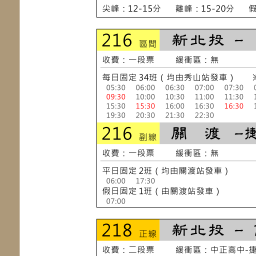 尖峰：12-15分 離峰：15-20分 假
216 區間 新北投 –
收費：一段票 緩衝區：無
每日固定 34班 ( 均由秀山站發車 )
05:30 06:00 06:30 07:00 07:30
09:30 10:00 10:30 11:00 11:30
15:30 15:30 16:00 16:30 16:30
19:30 20:30 21:30 22:30
216 副線 關 渡 –捷
收費：一段票 緩衝區：無
平日固定 2班 ( 均由關渡站發車 )
06:00 17:30
假日固定 1班 ( 由關渡站發車 )
07:00
218 正線 新北投 –
收費：二段票 緩衝區：中正高中-捷